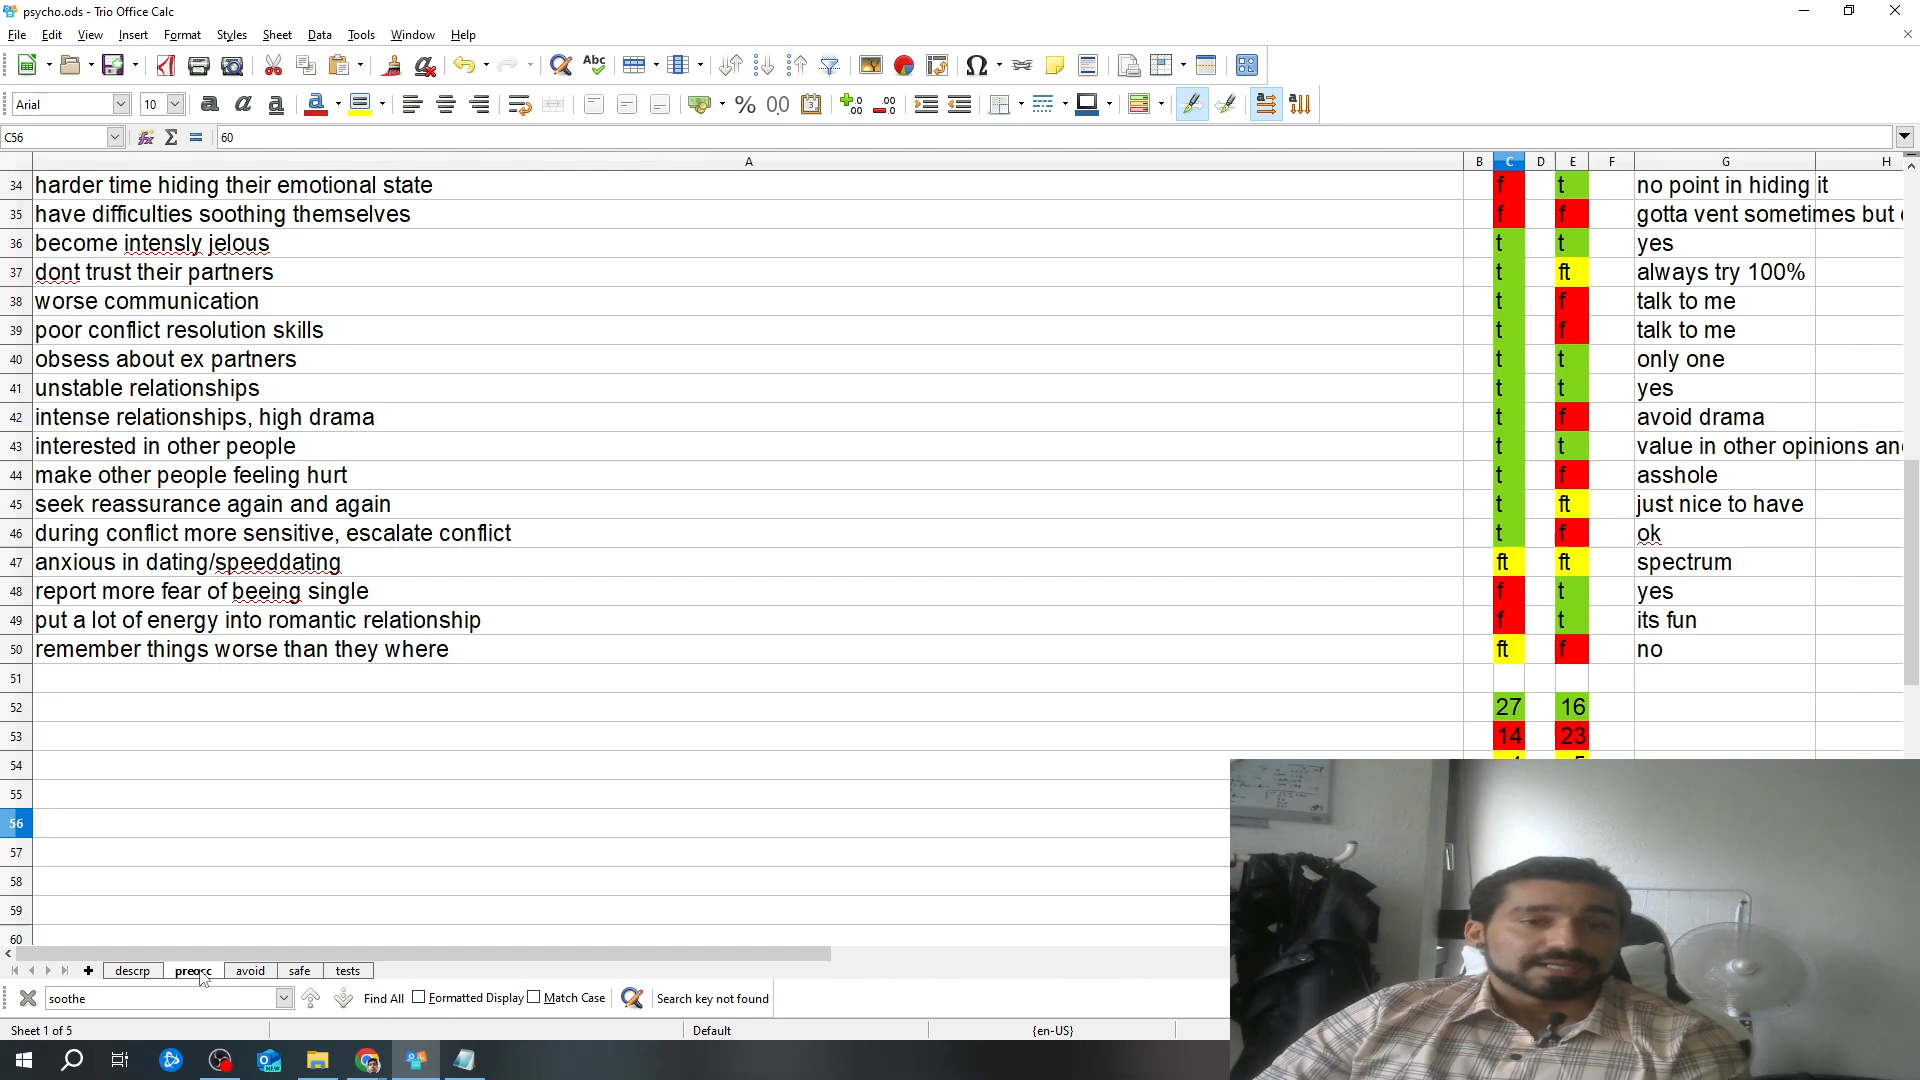 psycho.ods - Trio Office Calc
File Edit View Insert Format Styles Sheet Data Tools Window Help
Arial 10
C56 60
A B C D E F G H
34 harder time hiding their emotional state f t no point in hiding it
35 have difficulties soothing themselves f f gotta vent sometimes but
36 become intensly jelous t t yes
37 dont trust their partners t ft always try 100%
38 worse communication t f talk to me
39 poor conflict resolution skills t f talk to me
40 obsess about ex partners t t only one
41 unstable relationships t t yes
42 intense relationships, high drama t f avoid drama
43 interested in other people t t value in other opinions an
44 make other people feeling hurt t f asshole
45 seek reassurance again and again t ft just nice to have
46 during conflict more sensitive, escalate conflict t f ok
47 anxious in dating/speeddating ft ft spectrum
48 report more fear of beeing single f t yes
49 put a lot of energy into romantic relationship f t its fun
50 remember things worse than they where ft f no
51
52 27 16
53 14 23
54
55
56
57
58
59
60
descrp preocc avoid safe tests
soothe Find All Formatted Display Match Case Search key not found
Sheet 1 of 5 Default {en-US}